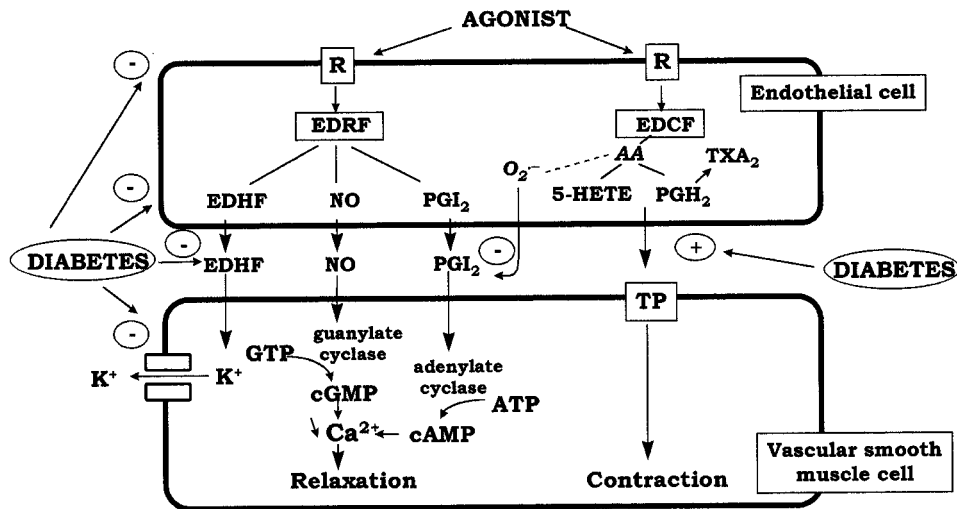 AGONIST
-
R
R
Endothelial cell
EDRF
EDCF
O₂·⁻
AA
TXA₂
-
EDHF
NO
PGI₂
5-HETE
PGH₂
DIABETES
-
EDHF
NO
PGI₂
-
+
DIABETES
-
TP
GTP
guanylate
cyclase
K⁺
K⁺
adenylate
cyclase
cGMP
ATP
Ca²⁺
cAMP
Relaxation
Contraction
Vascular smooth
muscle cell